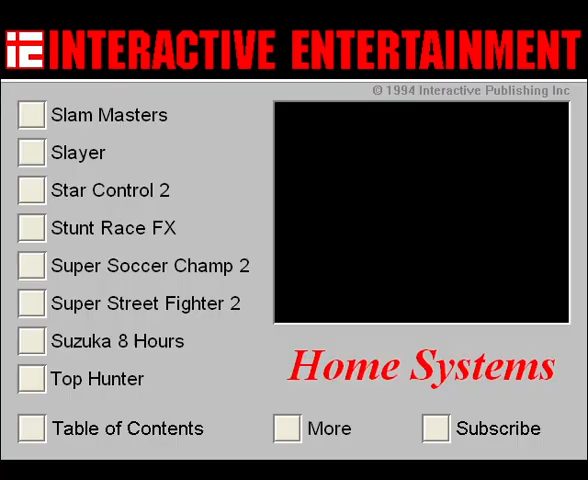 IE INTERACTIVE ENTERTAINMENT
© 1994 Interactive Publishing Inc
Slam Masters
Slayer
Star Control 2
Stunt Race FX
Super Soccer Champ 2
Super Street Fighter 2
Suzuka 8 Hours
Top Hunter
Home Systems
Table of Contents
More
Subscribe